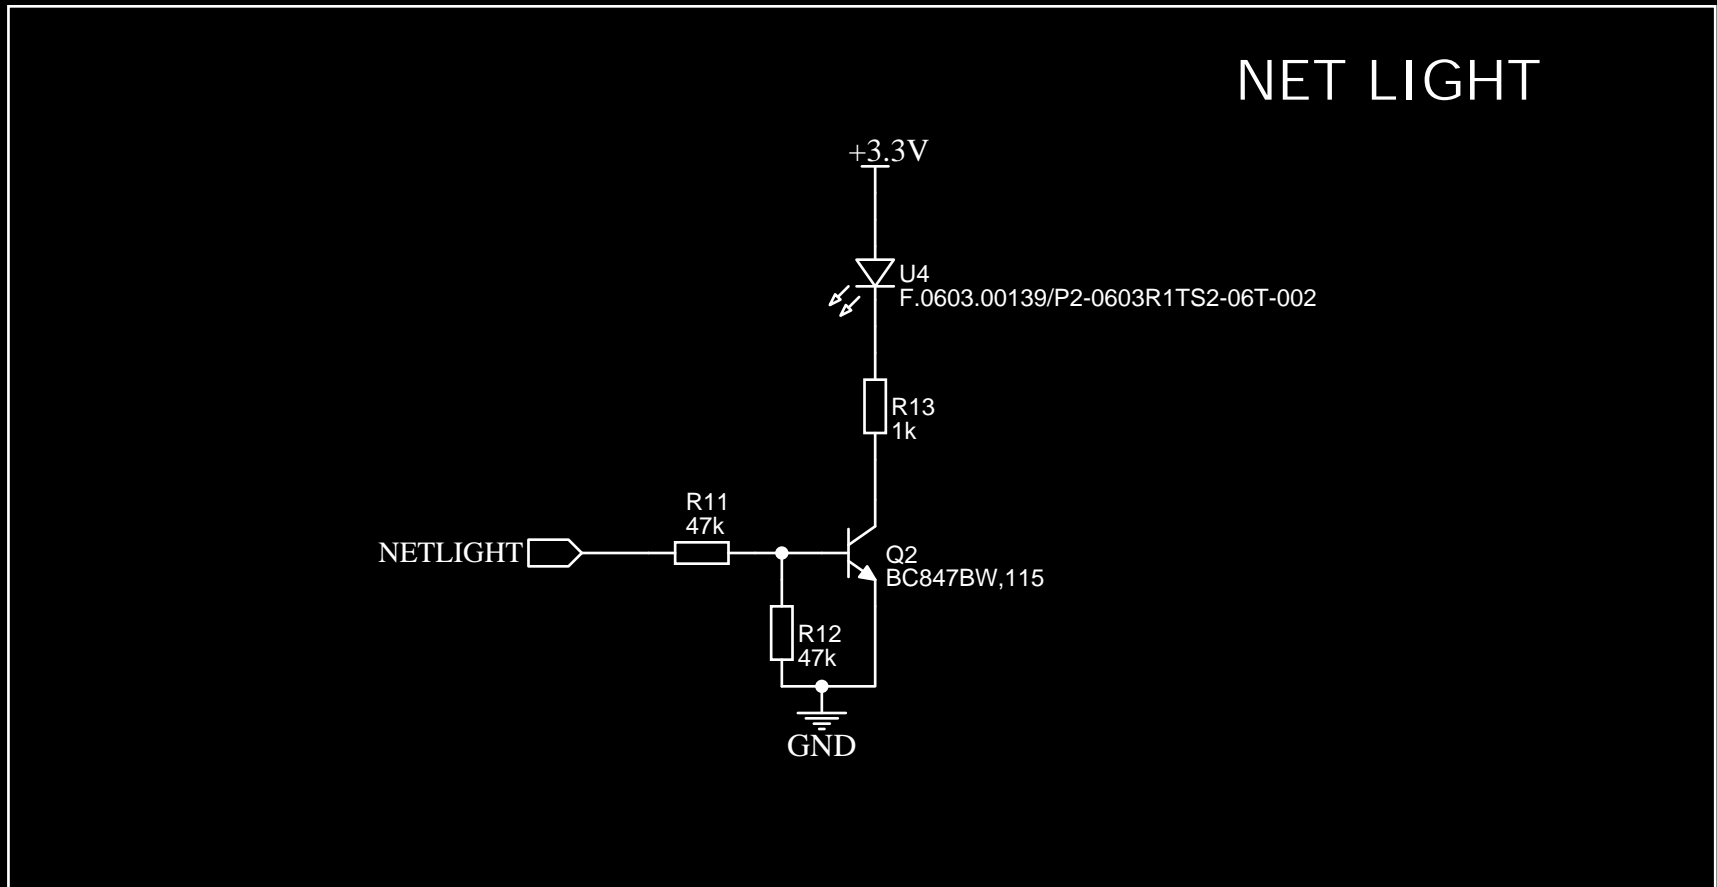 NET LIGHT
+3.3V
U4
F.0603.00139/P2-0603R1TS2-06T-002
R13
1k
R11
47k
NETLIGHT
Q2
BC847BW,115
R12
47k
GND